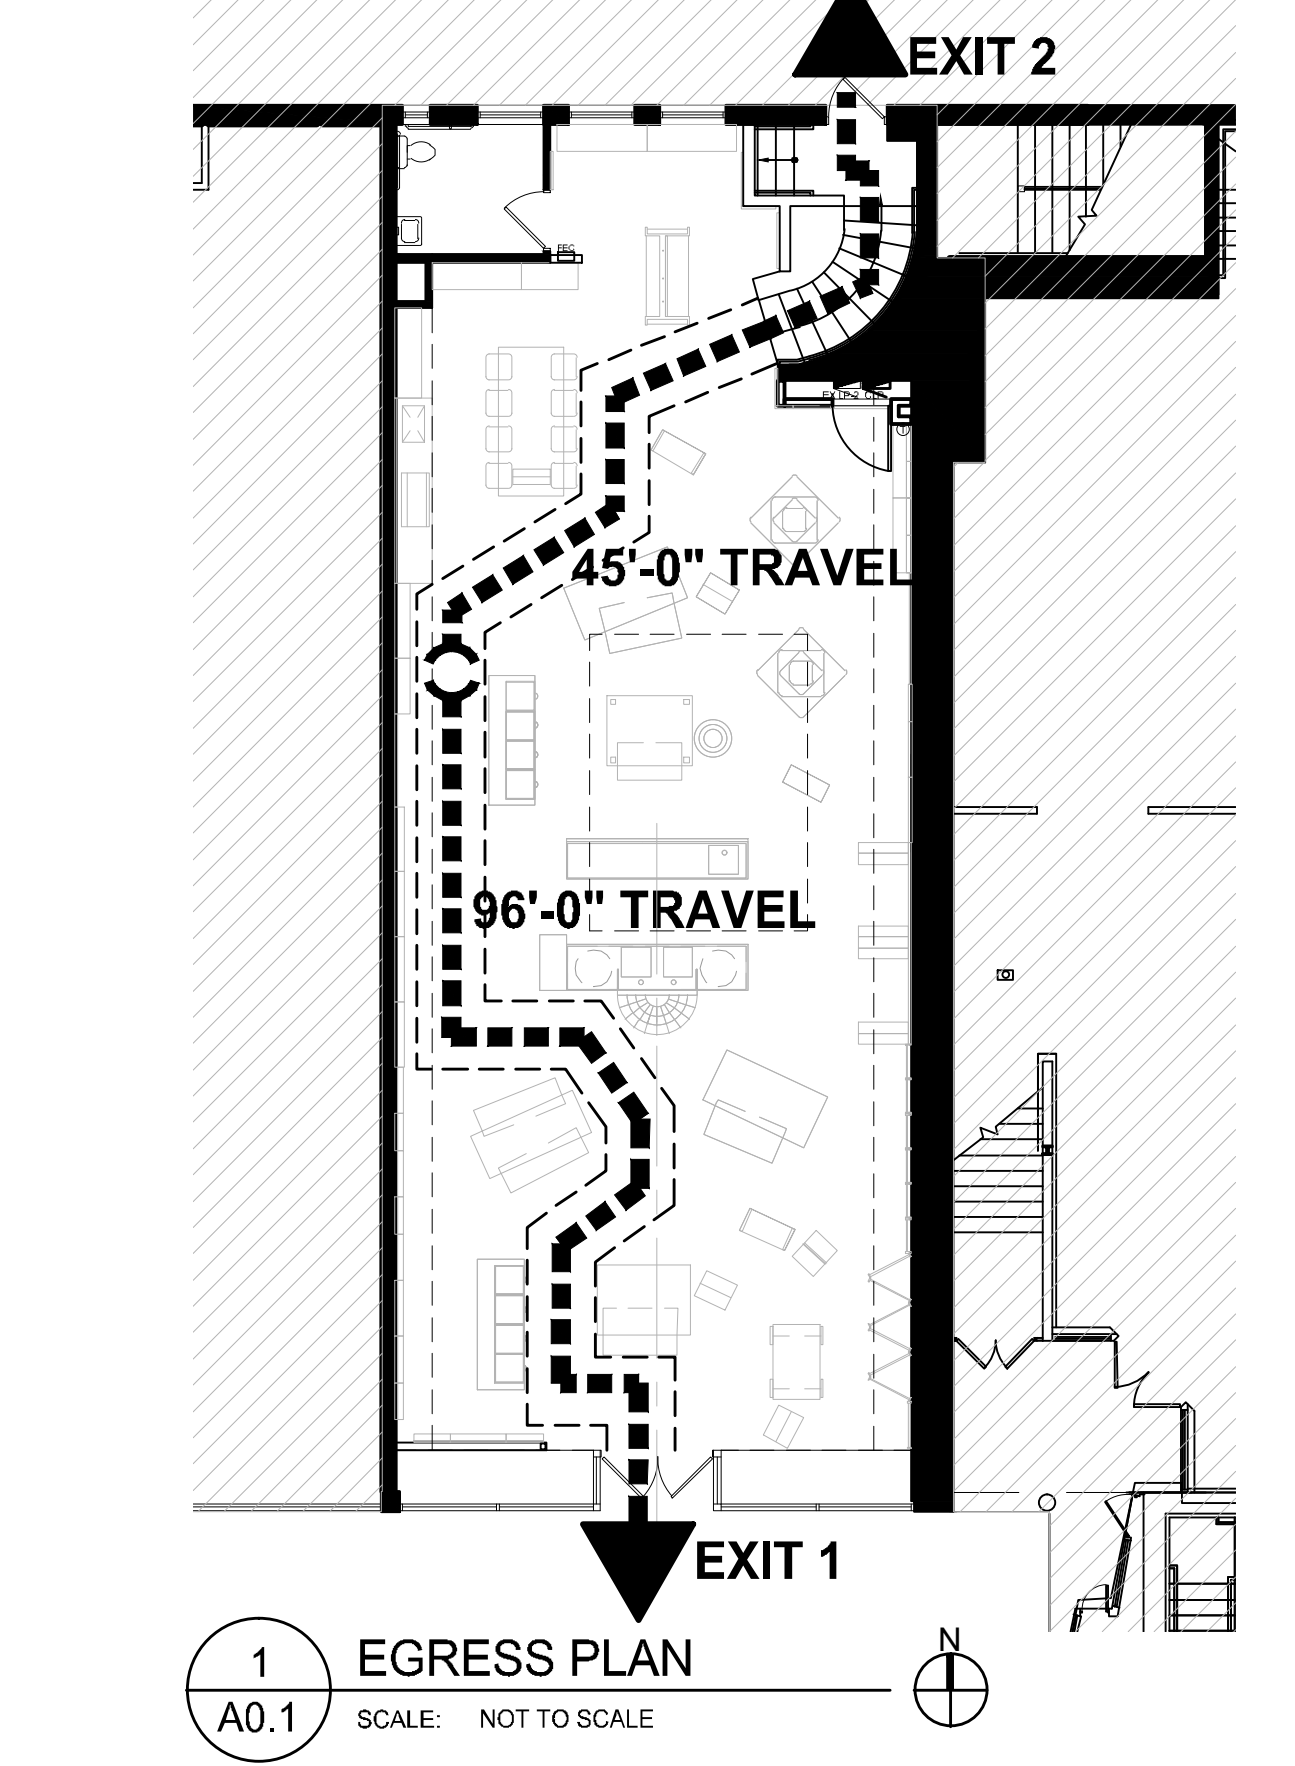 EXIT 2
FEC
45'-0" TRAVEL
96'-0" TRAVEL
EXIT 1
1
A0.1
EGRESS PLAN
SCALE: NOT TO SCALE
N